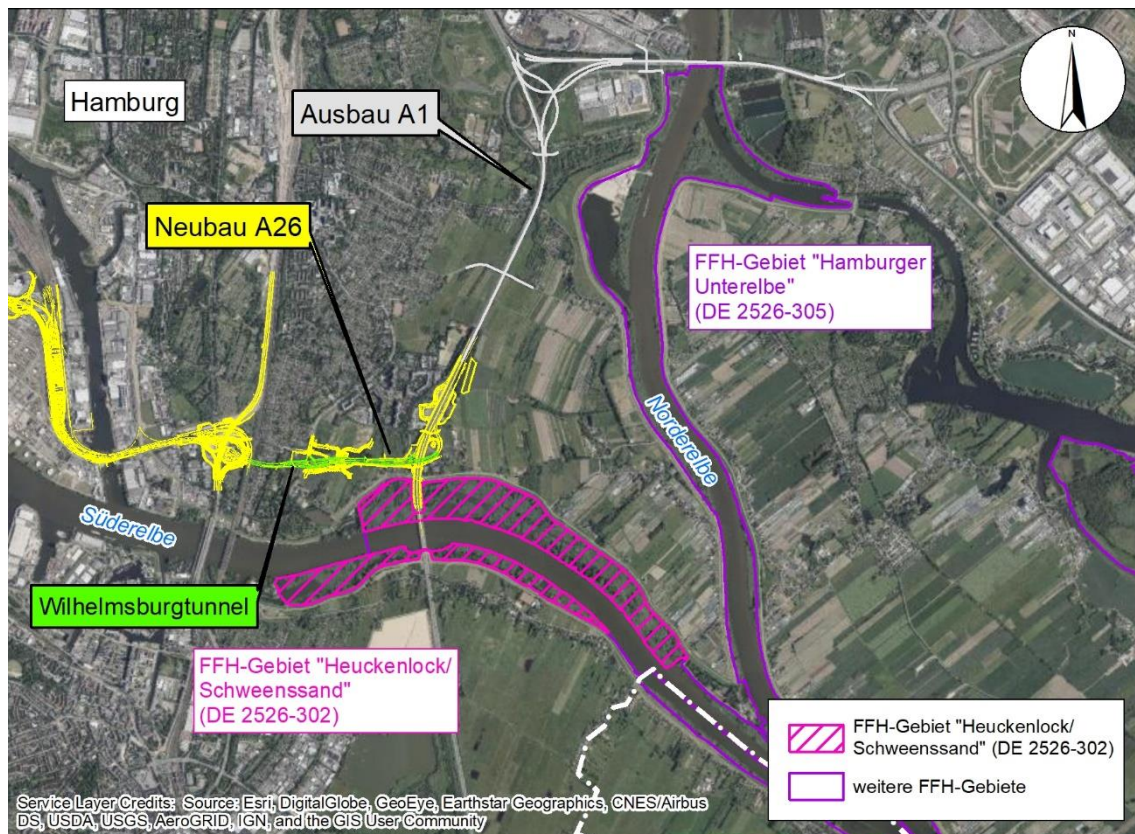 Hamburg
N
Ausbau A1
Neubau A26
FFH-Gebiet "Hamburger
Unterelbe"
(DE 2526-305)
Norderelbe
Süderelbe
Wilhelmsburgtunnel
FFH-Gebiet "Heuckenlock/
Schweenssand"
(DE 2526-302)
FFH-Gebiet "Heuckenlock/
Schweenssand" (DE 2526-302)
weitere FFH-Gebiete
Service Layer Credits: Source: Esri, DigitalGlobe, GeoEye, Earthstar Geographics, CNES/Airbus
DS, USDA, USGS, AeroGRID, IGN, and the GIS User Community